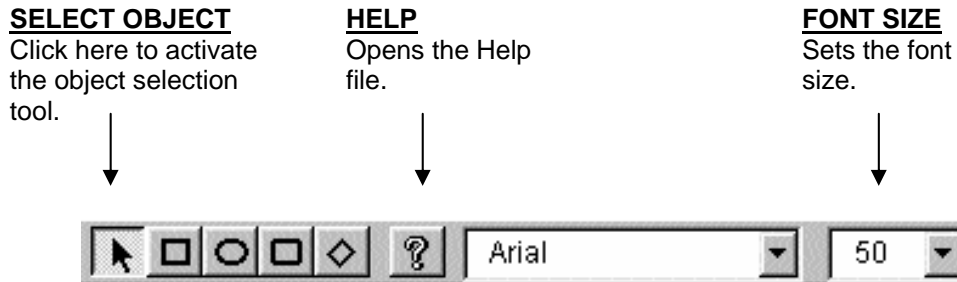 SELECT OBJECT
Click here to activate
the object selection
tool.
HELP
Opens the Help
file.
FONT SIZE
Sets the font
size.
? Arial 50